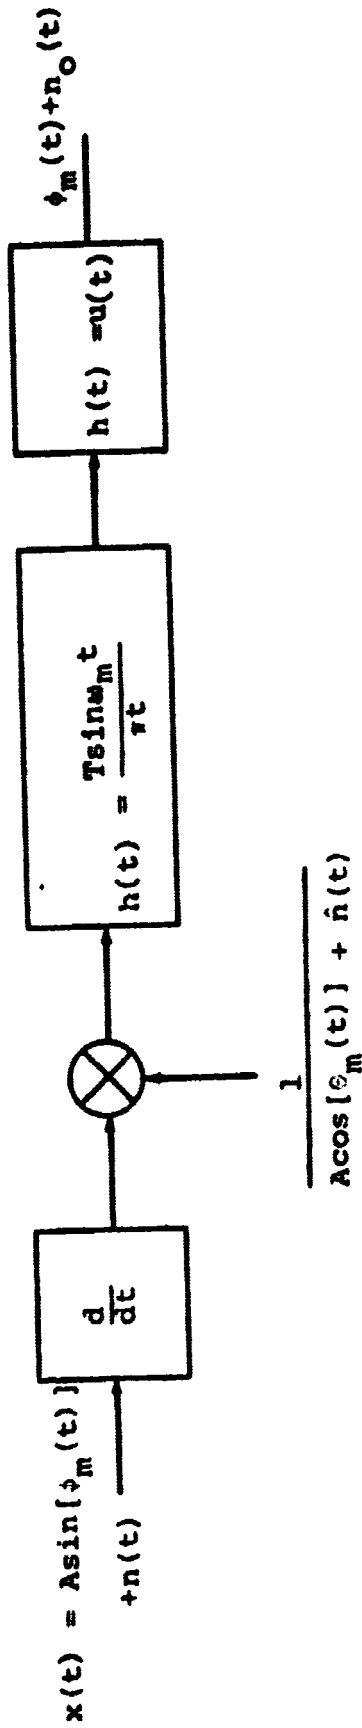 x(t) = Asin[ϕm(t)]
+n(t)
d
dt
1
Acos[ϕm(t)] + n̂(t)
h(t) = Tsinωmt
πt
h(t) =u(t)
ϕm(t)+no(t)